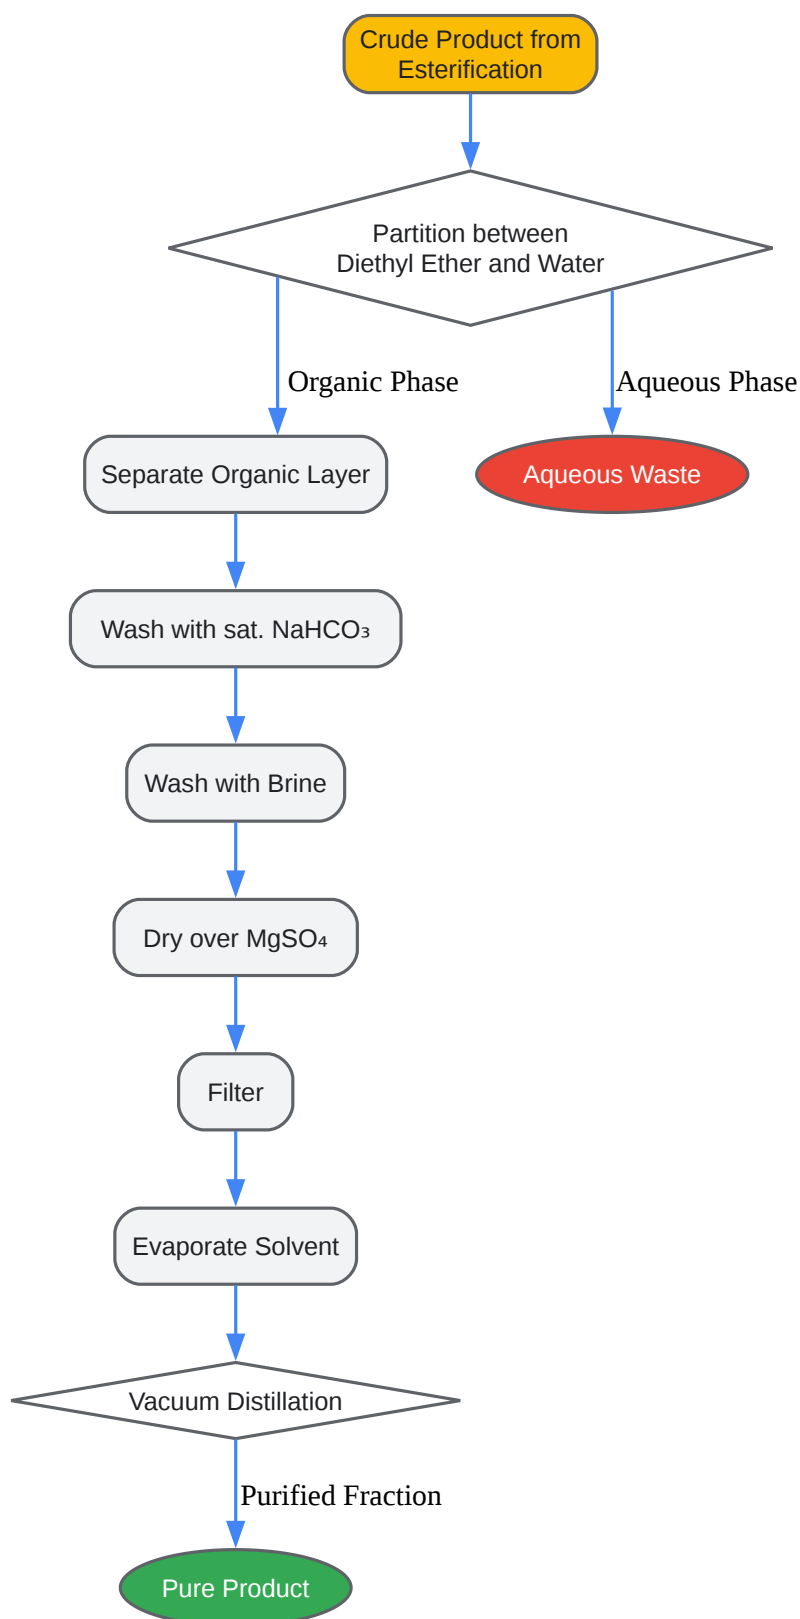 Crude Product from
Esterification
Partition between
Diethyl Ether and Water
Organic Phase
Aqueous Phase
Separate Organic Layer
Aqueous Waste
Wash with sat. NaHCO₃
Wash with Brine
Dry over MgSO₄
Filter
Evaporate Solvent
Vacuum Distillation
Purified Fraction
Pure Product